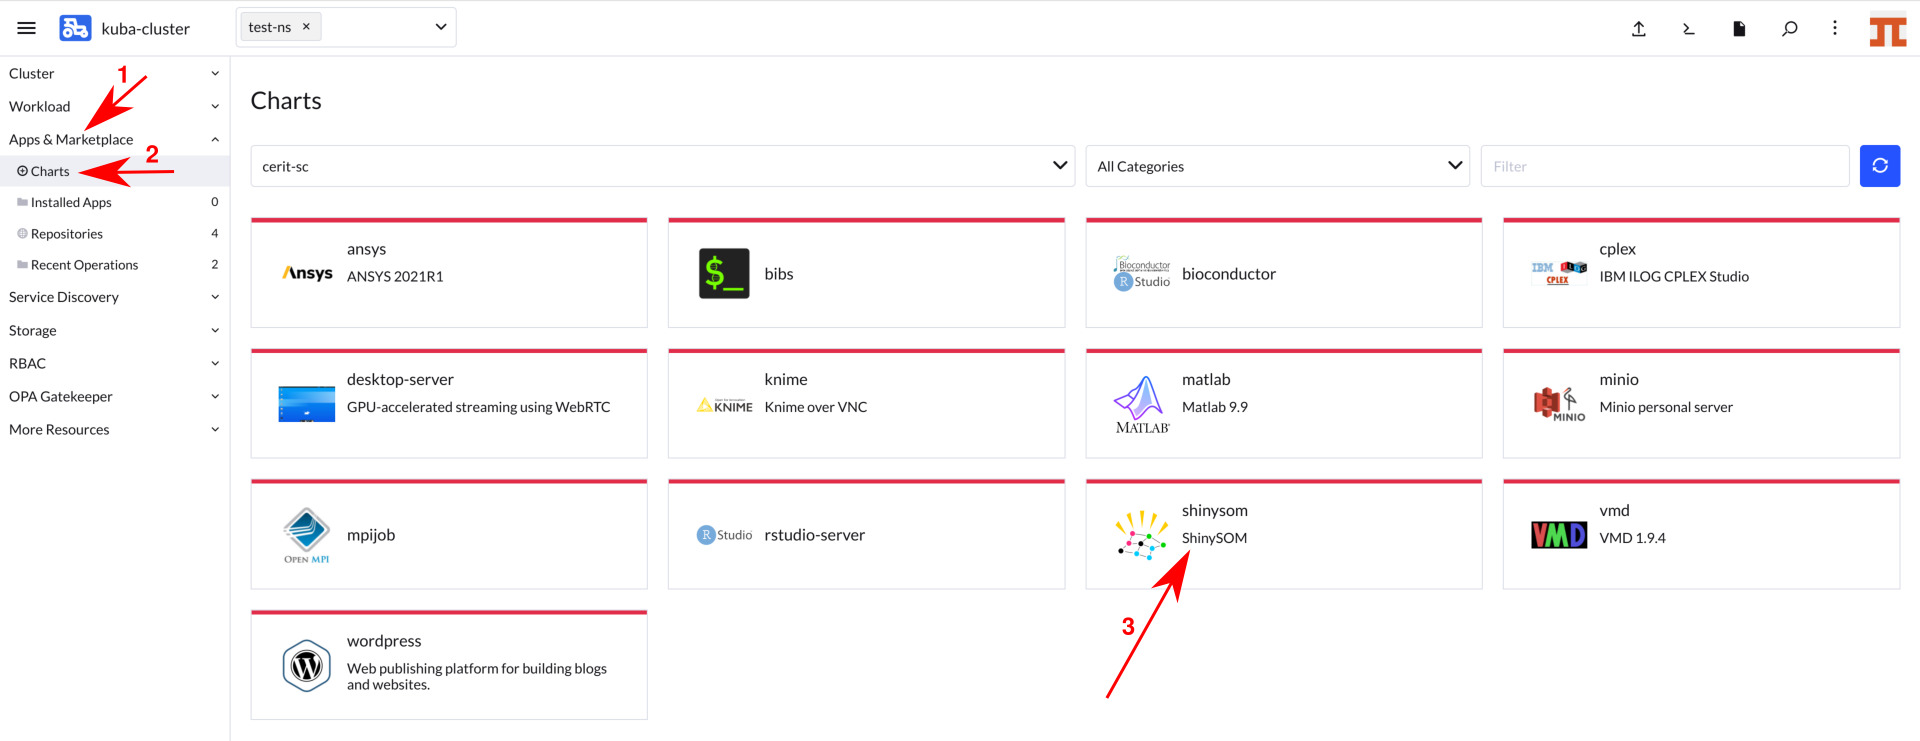 kuba-cluster
test-ns ×
Cluster
1
Workload
Apps & Marketplace
2
Charts
Installed Apps 0
Repositories 4
Recent Operations 2
Service Discovery
Storage
RBAC
OPA Gatekeeper
More Resources
Charts
cerit-sc
All Categories
Filter
Ansys
ansys
ANSYS 2021R1
$_
bibs
Bioconductor
R Studio
bioconductor
IBM ILOG
CPLEX
cplex
IBM ILOG CPLEX Studio
desktop-server
GPU-accelerated streaming using WebRTC
KNIME
knime
Knime over VNC
MATLAB
matlab
Matlab 9.9
MINIO
minio
Minio personal server
OPEN MPI
mpijob
R Studio
rstudio-server
shinysom
ShinySOM
VMD
vmd
VMD 1.9.4
3
W
wordpress
Web publishing platform for building blogs
and websites.